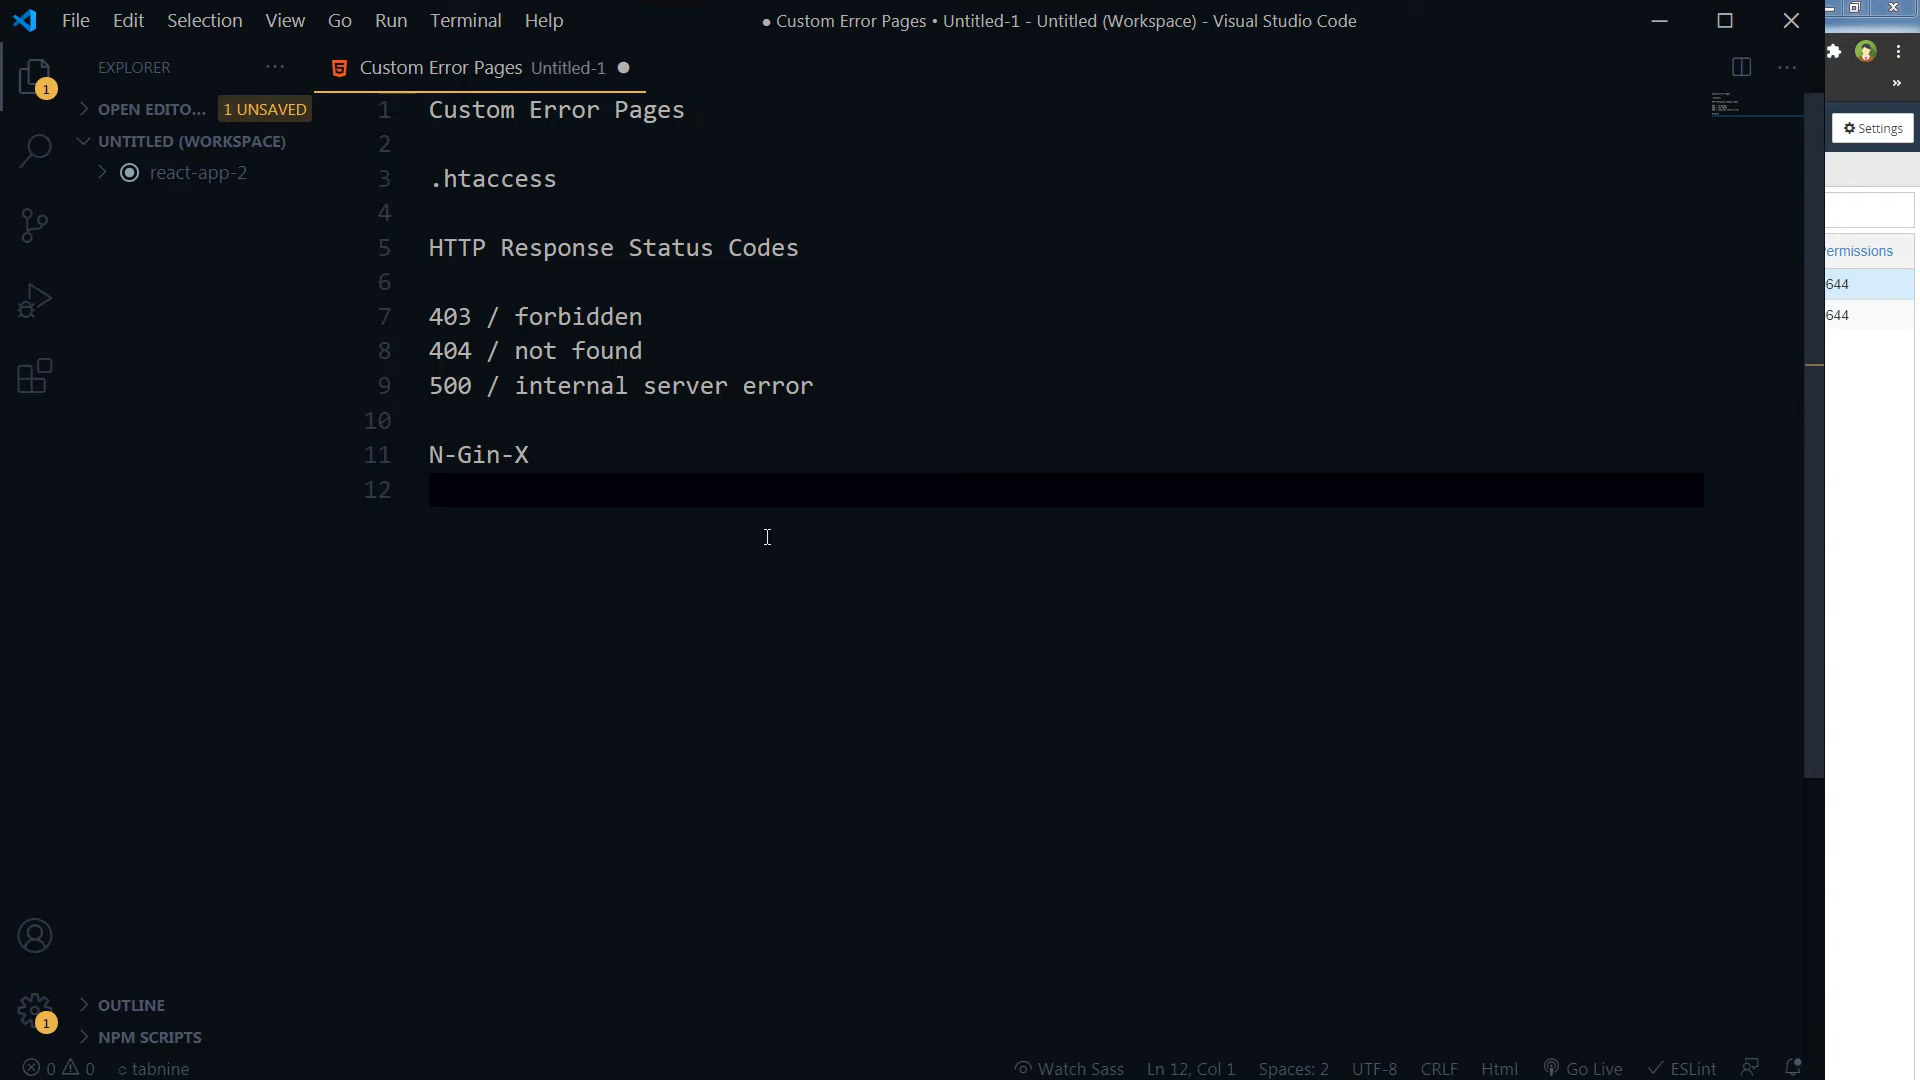 File Edit Selection View Go Run Terminal Help
● Custom Error Pages • Untitled-1 - Untitled (Workspace) - Visual Studio Code
EXPLORER
Custom Error Pages Untitled-1
OPEN EDITO... 1 UNSAVED
UNTITLED (WORKSPACE)
react-app-2
1
1 Custom Error Pages
2
3 .htaccess
4
5 HTTP Response Status Codes
6
7 403 / forbidden
8 404 / not found
9 500 / internal server error
10
11 N-Gin-X
12
Settings
ermissions
644
644
OUTLINE
1
NPM SCRIPTS
0 0 tabnine
Watch Sass Ln 12, Col 1 Spaces: 2 UTF-8 CRLF Html Go Live ESLint